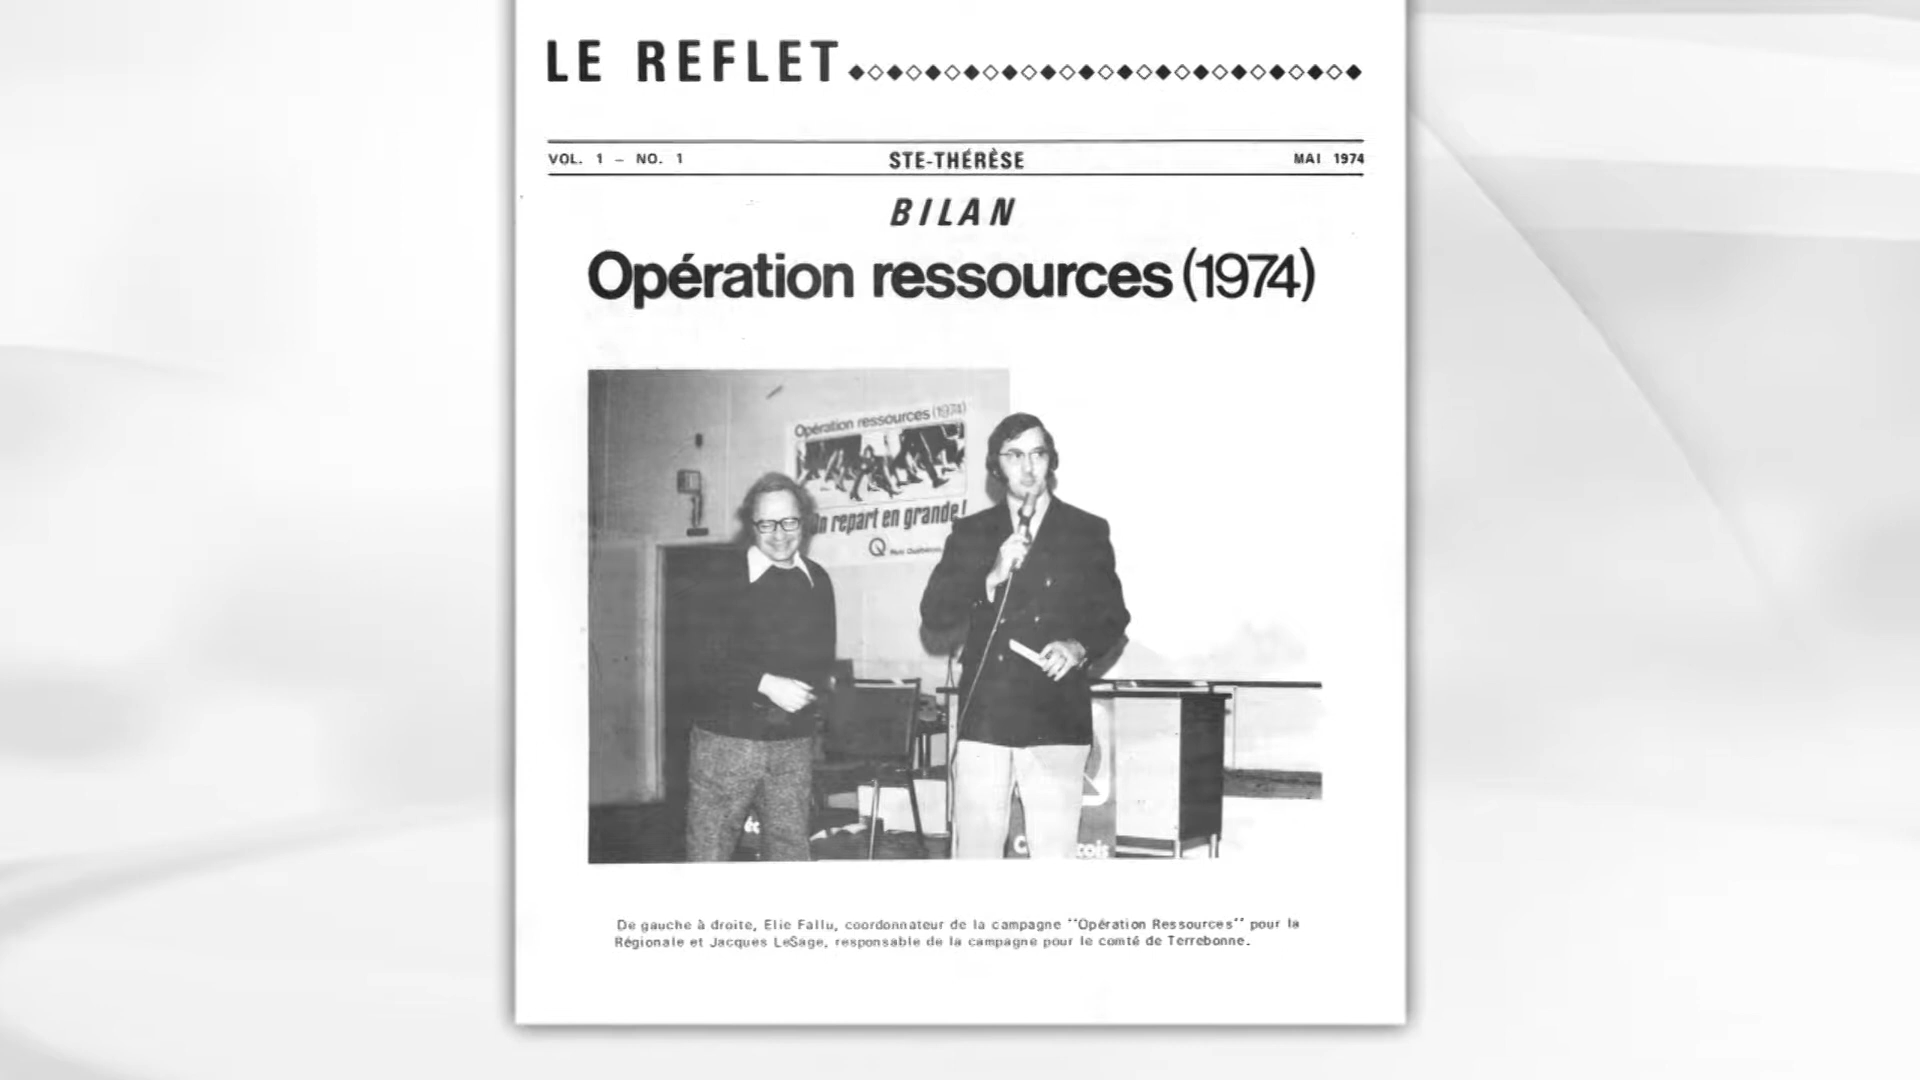 LE REFLET
VOL. 1 – NO. 1 STE-THÉRÈSE MAI 1974
BILAN
Opération ressources (1974)
Opération ressources (1974)
On repart en grande!
Q
De gauche à droite, Elie Fallu, coordonnateur de la campagne "Opération Ressources" pour la
Régionale et Jacques LeSage, responsable de la campagne pour le comté de Terrebonne.